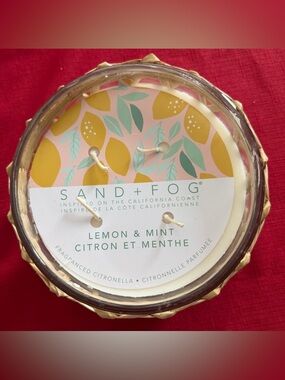 SAND + FOG®
INSPIRED ON THE CALIFORNIA COAST
INSPIRÉ DE LA CÔTE CALIFORNIENNE
LEMON & MINT
CITRON ET MENTHE
FRAGRANCED CITRONELLA • CITRONNELLE PARFUMÉE